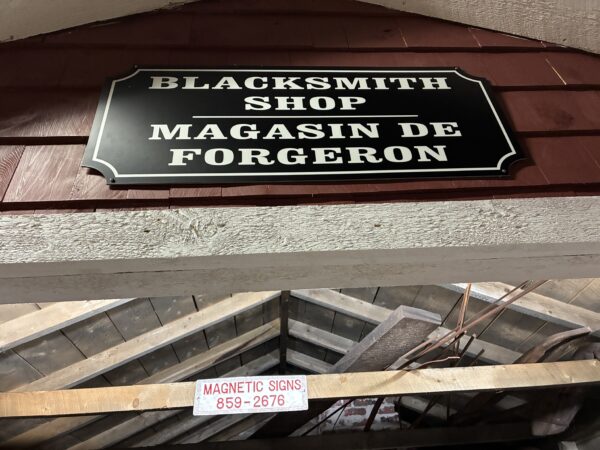 BLACKSMITH
SHOP
MAGASIN DE
FORGERON
MAGNETIC SIGNS
859-2676